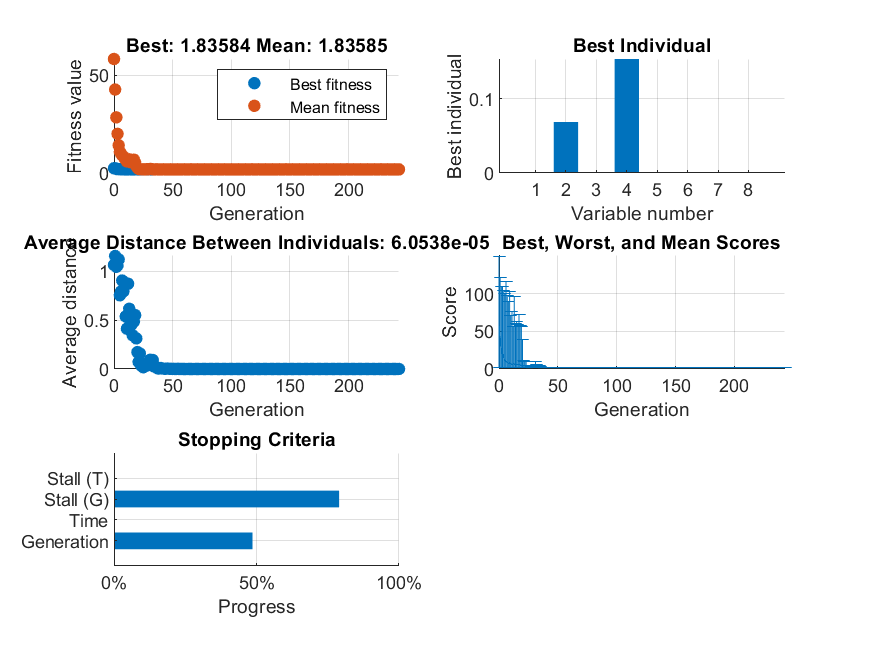 Best: 1.83584 Mean: 1.83585
Fitness value
50
0
Best fitness
Mean fitness
0 50 100 150 200
Generation
Best Individual
Best individual
0.1
0
1 2 3 4 5 6 7 8
Variable number
Average Distance Between Individuals: 6.0538e-05
Average distance
1
0.5
0
0 50 100 150 200
Generation
Best, Worst, and Mean Scores
Score
100
50
0
0 50 100 150 200
Generation
Stopping Criteria
Stall (T)
Stall (G)
Time
Generation
0% 50% 100%
Progress